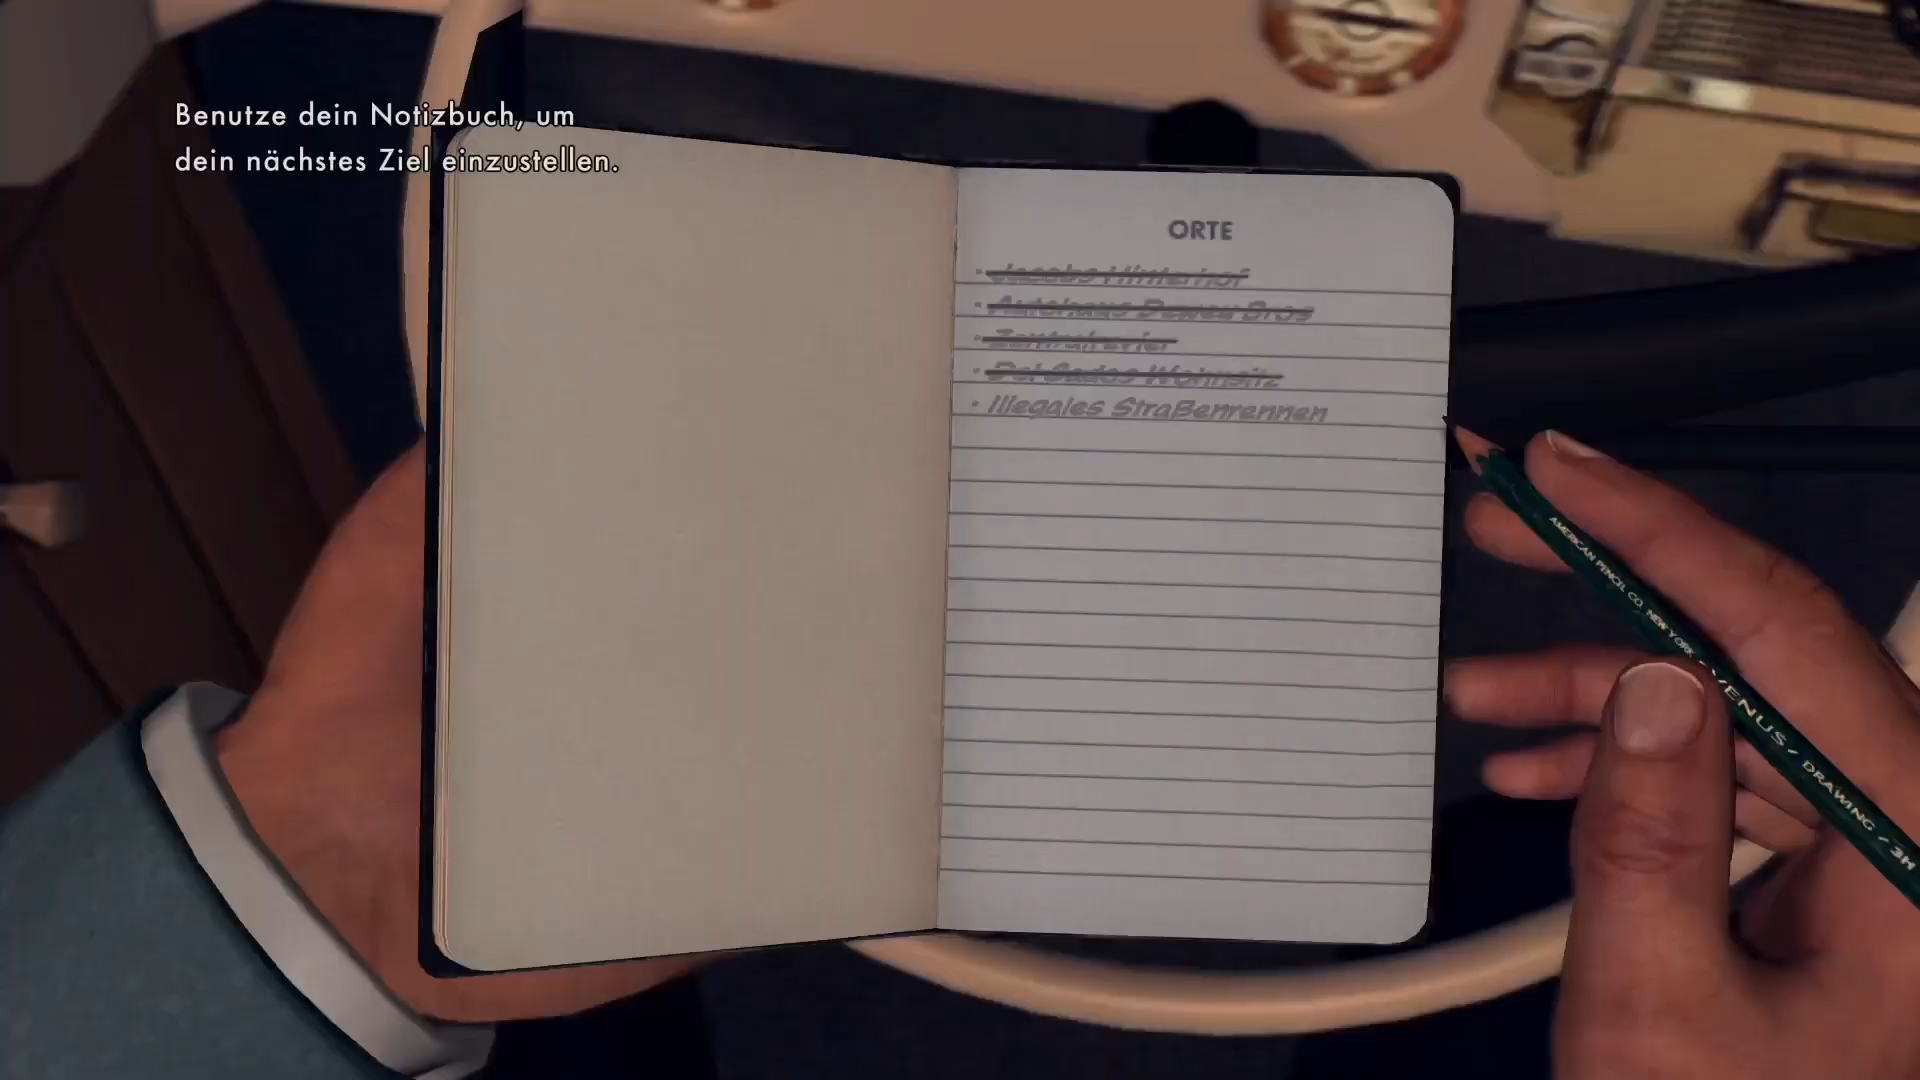 Benutze dein Notizbuch, um
dein nächstes Ziel einzustellen.
ORTE
· Jacobs Hinterhof
· Autohaus Dewey Bros
· Zentralrevier
· Del Gados Wohnsitz
· Illegales Straßenrennen
AMERICAN PENCIL CO. NEW YORK VENUS / DRAWING / 3H